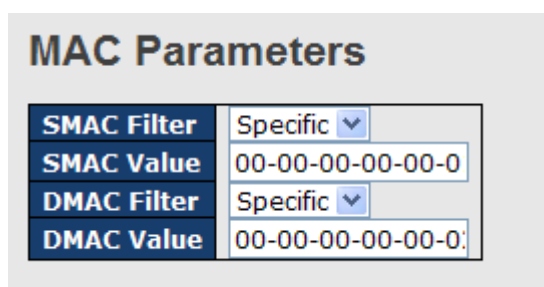 MAC Parameters
SMAC Filter Specific
SMAC Value 00-00-00-00-00-0
DMAC Filter Specific
DMAC Value 00-00-00-00-00-0